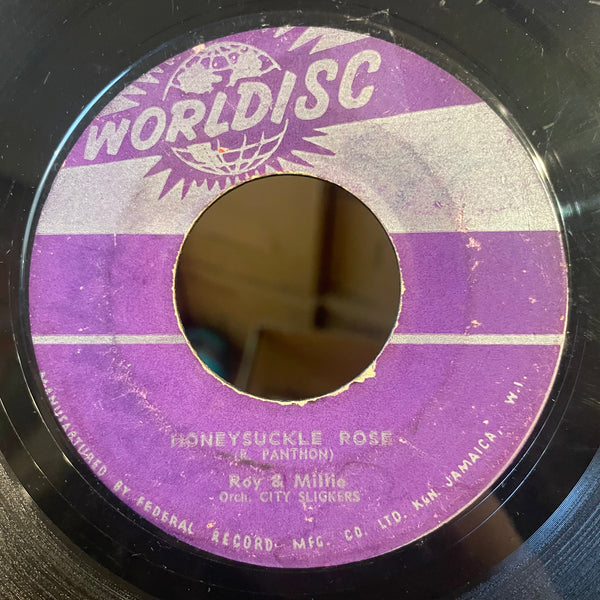 WORLDISC
HONEYSUCKLE ROSE
(R. PANTHON)
Roy & Millie
Orch. CITY SLICKERS
MANUFACTURED BY FEDERAL RECORD MFG. CO. LTD. KGN. JAMAICA, W.I.